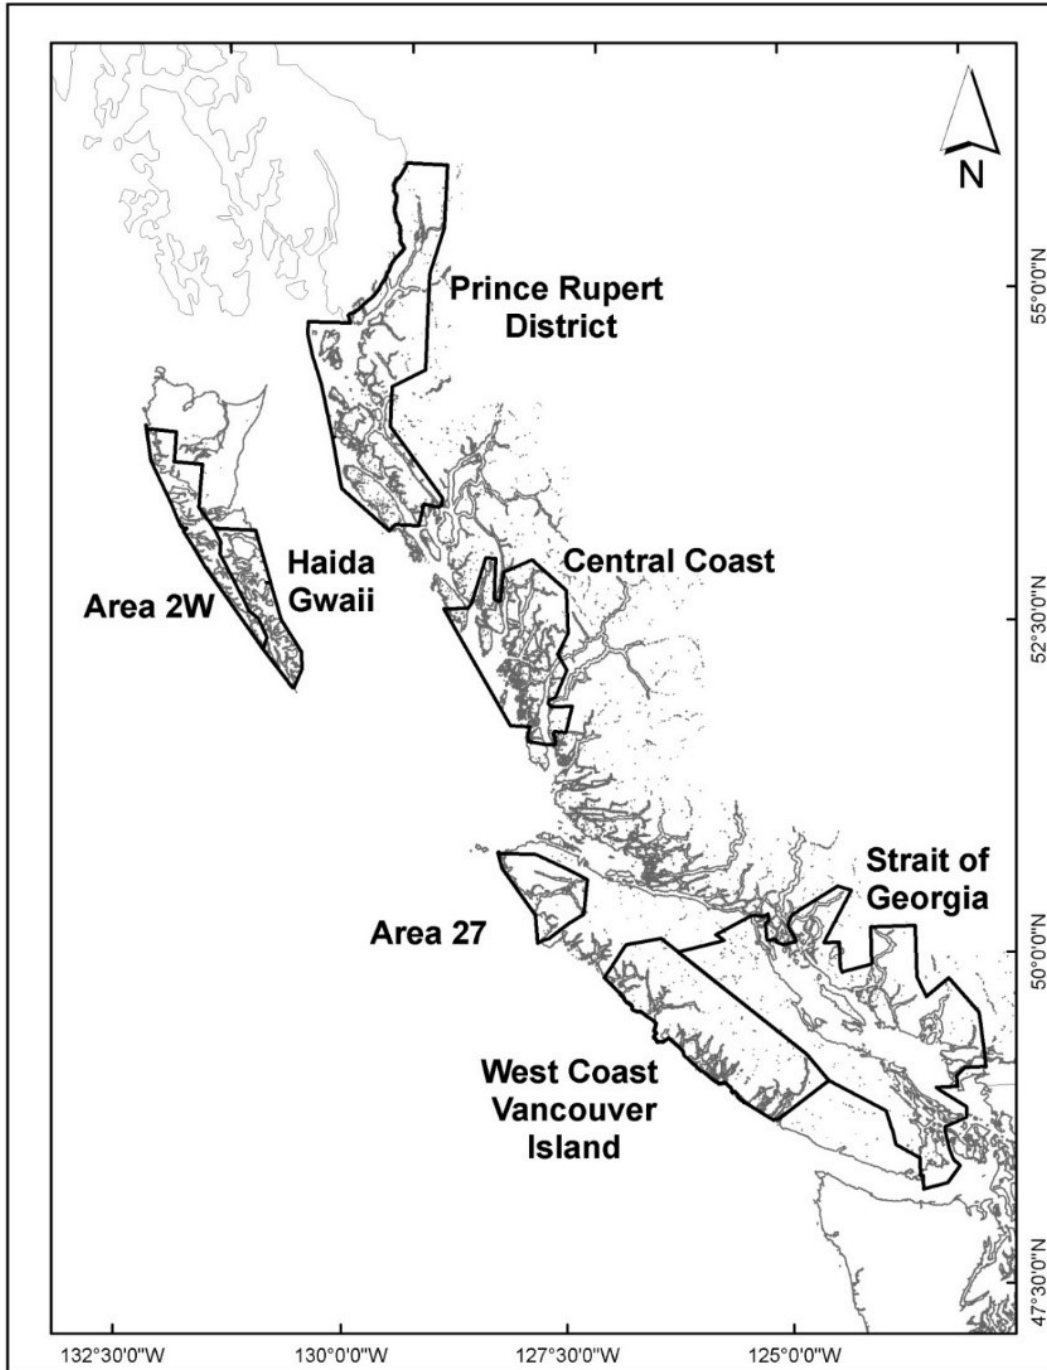 N
Prince Rupert
District
55°0'0"N
Haida
Gwaii
Area 2W
Central Coast
52°30'0"N
Strait of
Georgia
Area 27
50°0'0"N
West Coast
Vancouver
Island
47°30'0"N
132°30'0"W
130°0'0"W
127°30'0"W
125°0'0"W